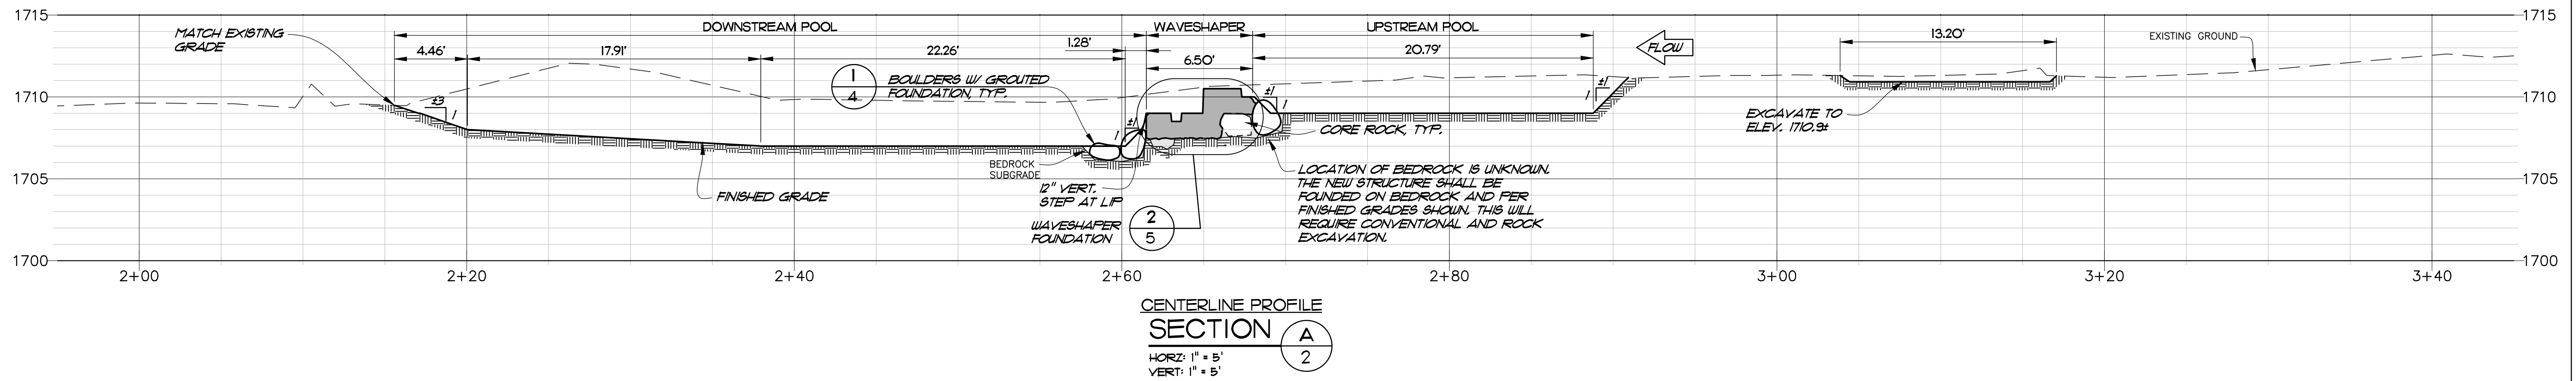 1715
1715
DOWNSTREAM POOL
WAVESHAPER
UPSTREAM POOL
MATCH EXISTING
GRADE
4.46'
17.91'
22.26'
1.28'
6.50'
20.79'
FLOW
13.20'
EXISTING GROUND
1
4
BOULDERS W/ GROUTED
FOUNDATION, TYP.
1710
1710
±3
1
±1
1
±1
1
±1
1
CORE ROCK, TYP.
EXCAVATE TO
ELEV. 1710.9±
BEDROCK
SUBGRADE
12" VERT.
STEP AT LIP
FINISHED GRADE
LOCATION OF BEDROCK IS UNKNOWN.
THE NEW STRUCTURE SHALL BE
FOUNDED ON BEDROCK AND PER
FINISHED GRADES SHOWN. THIS WILL
REQUIRE CONVENTIONAL AND ROCK
EXCAVATION.
1705
1705
WAVESHAPER
FOUNDATION
2
5
1700
1700
2+00
2+20
2+40
2+60
2+80
3+00
3+20
3+40
CENTERLINE PROFILE
SECTION
A
2
HORZ: 1" = 5'
VERT: 1" = 5'